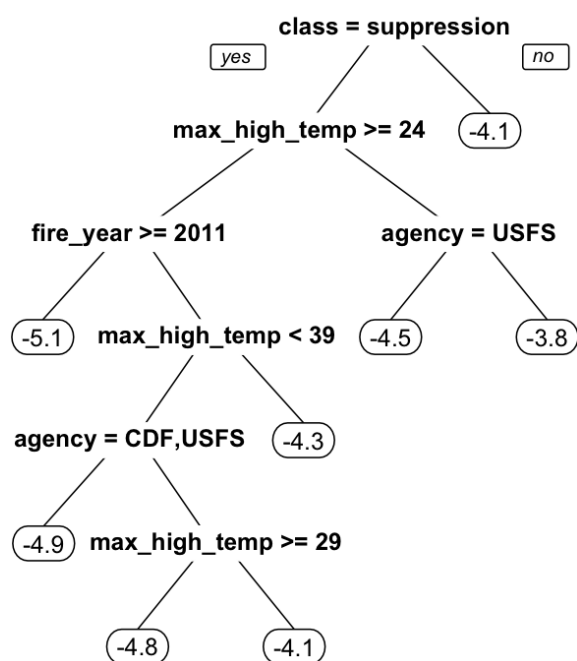 class = suppression
yes
no
max_high_temp >= 24
-4.1
fire_year >= 2011
agency = USFS
-5.1
max_high_temp < 39
-4.5
-3.8
agency = CDF,USFS
-4.3
-4.9
max_high_temp >= 29
-4.8
-4.1